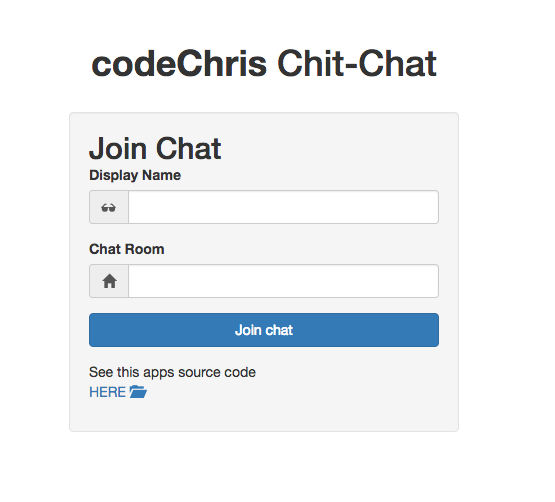 codeChris Chit-Chat
Join Chat
Display Name
Chat Room
Join chat
See this apps source code
HERE